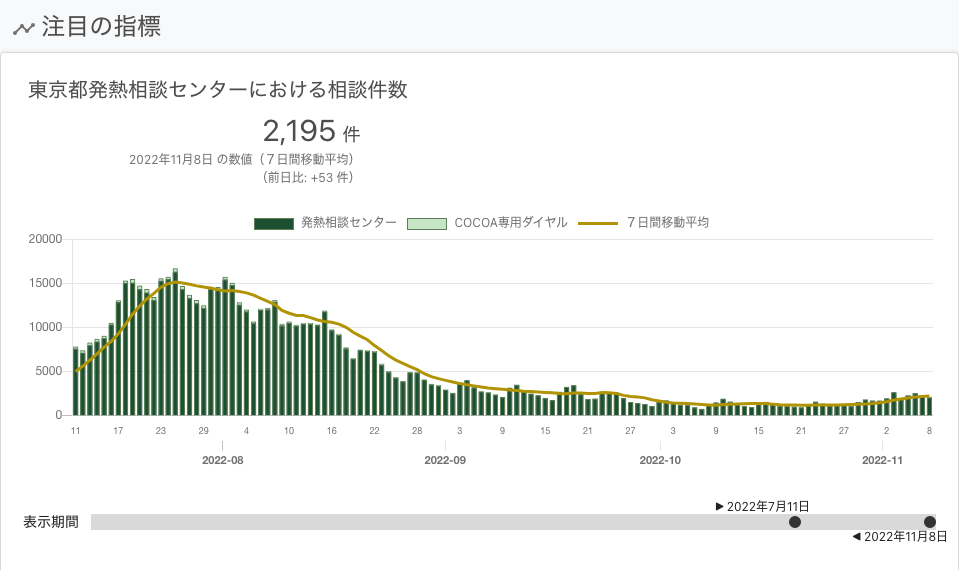 注目の指標
東京都発熱相談センターにおける相談件数
2,195 件
2022年11月8日 の数値（７日間移動平均）
（前日比: +53 件）
発熱相談センター COCOA専用ダイヤル ７日間移動平均
20000
15000
10000
5000
0
11 17 23 29 4 10 16 22 28 3 9 15 21 27 3 9 15 21 27 2 8
2022-08 2022-09 2022-10 2022-11
▶ 2022年7月11日
表示期間
◀ 2022年11月8日